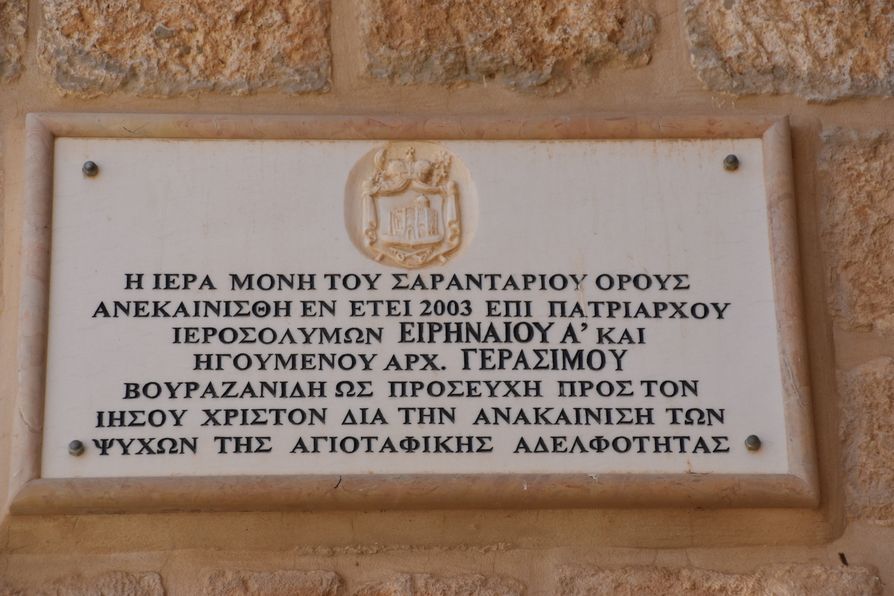 Η ΙΕΡΑ ΜΟΝΗ ΤΟΥ ΣΑΡΑΝΤΑΡΙΟΥ ΟΡΟΥΣ
ΑΝΕΚΑΙΝΙΣΘΗ ΕΝ ΕΤΕΙ 2003 ΕΠΙ ΠΑΤΡΙΑΡΧΟΥ
ΙΕΡΟΣΟΛΥΜΩΝ ΕΙΡΗΝΑΙΟΥ Α’ ΚΑΙ
ΗΓΟΥΜΕΝΟΥ ΑΡΧ. ΓΕΡΑΣΙΜΟΥ
ΒΟΥΡΑΖΑΝΙΔΗ ΩΣ ΠΡΟΣΕΥΧΗ ΠΡΟΣ ΤΟΝ
ΙΗΣΟΥ ΧΡΙΣΤΟΝ ΔΙΑ ΤΗΝ ΑΝΑΚΑΙΝΙΣΗ ΤΩΝ
ΨΥΧΩΝ ΤΗΣ ΑΓΙΟΤΑΦΙΚΗΣ ΑΔΕΛΦΟΤΗΤΑΣ